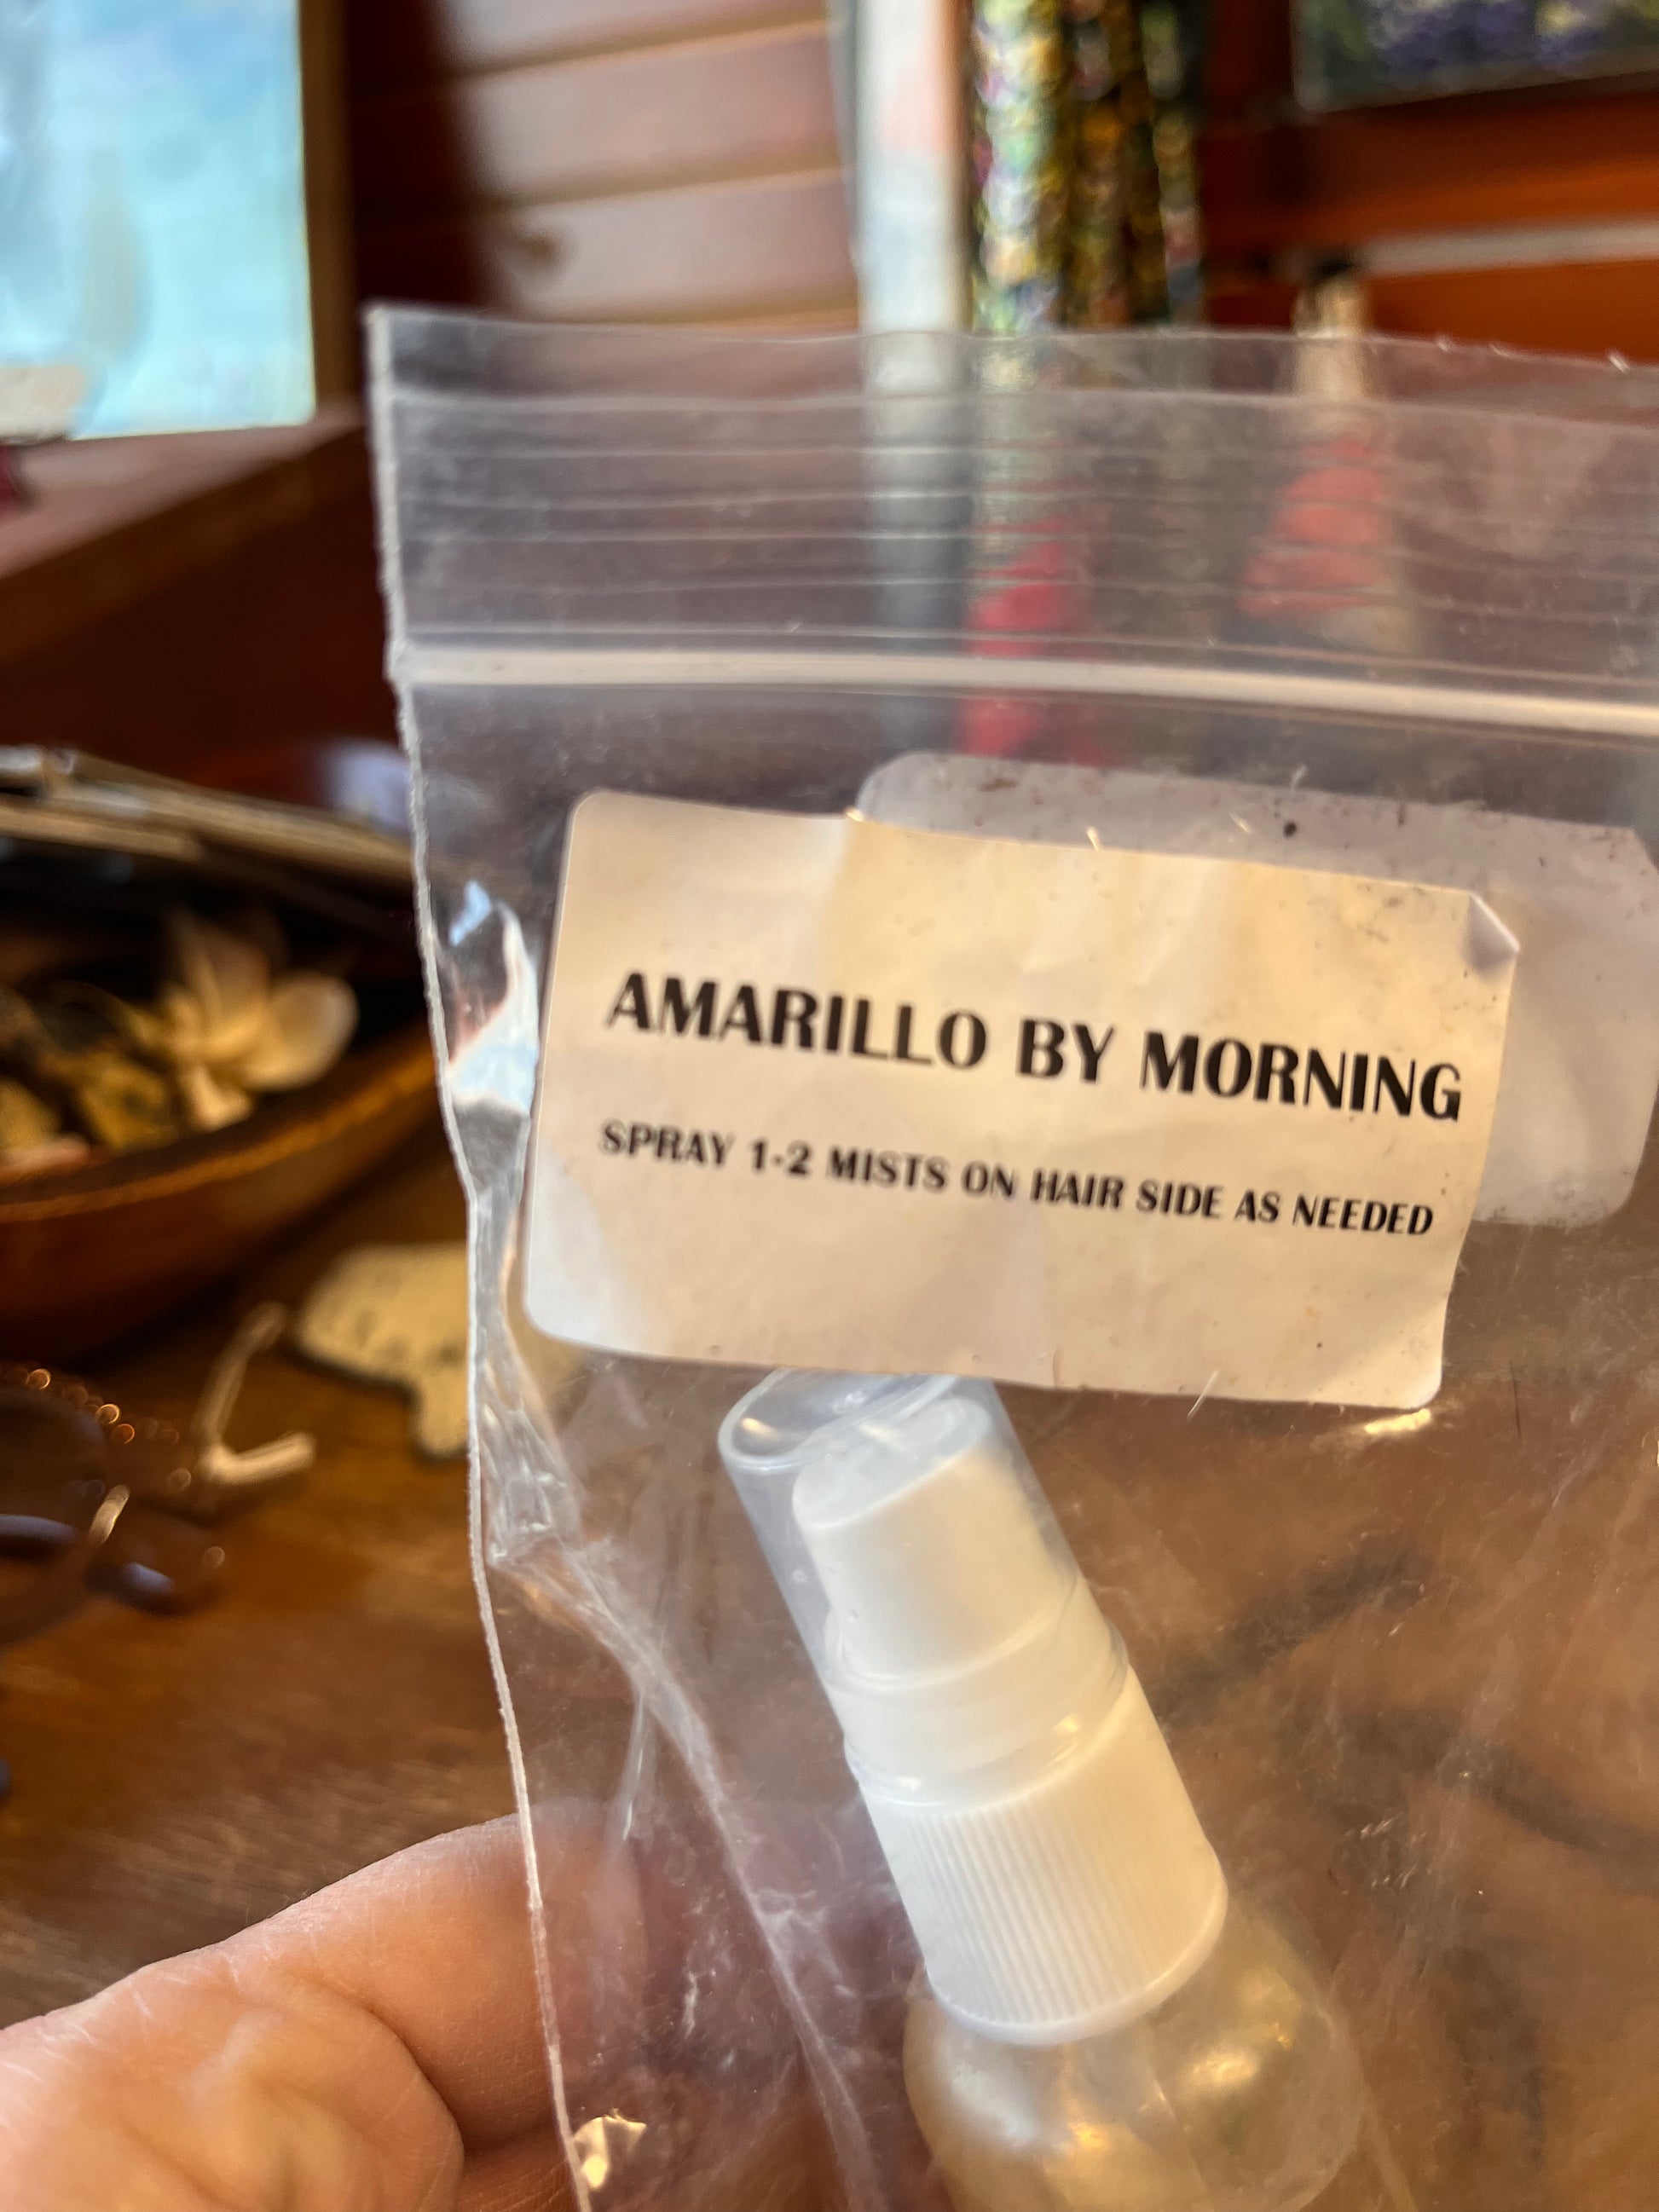 AMARILLO BY MORNING
SPRAY 1-2 MISTS ON HAIR SIDE AS NEEDED